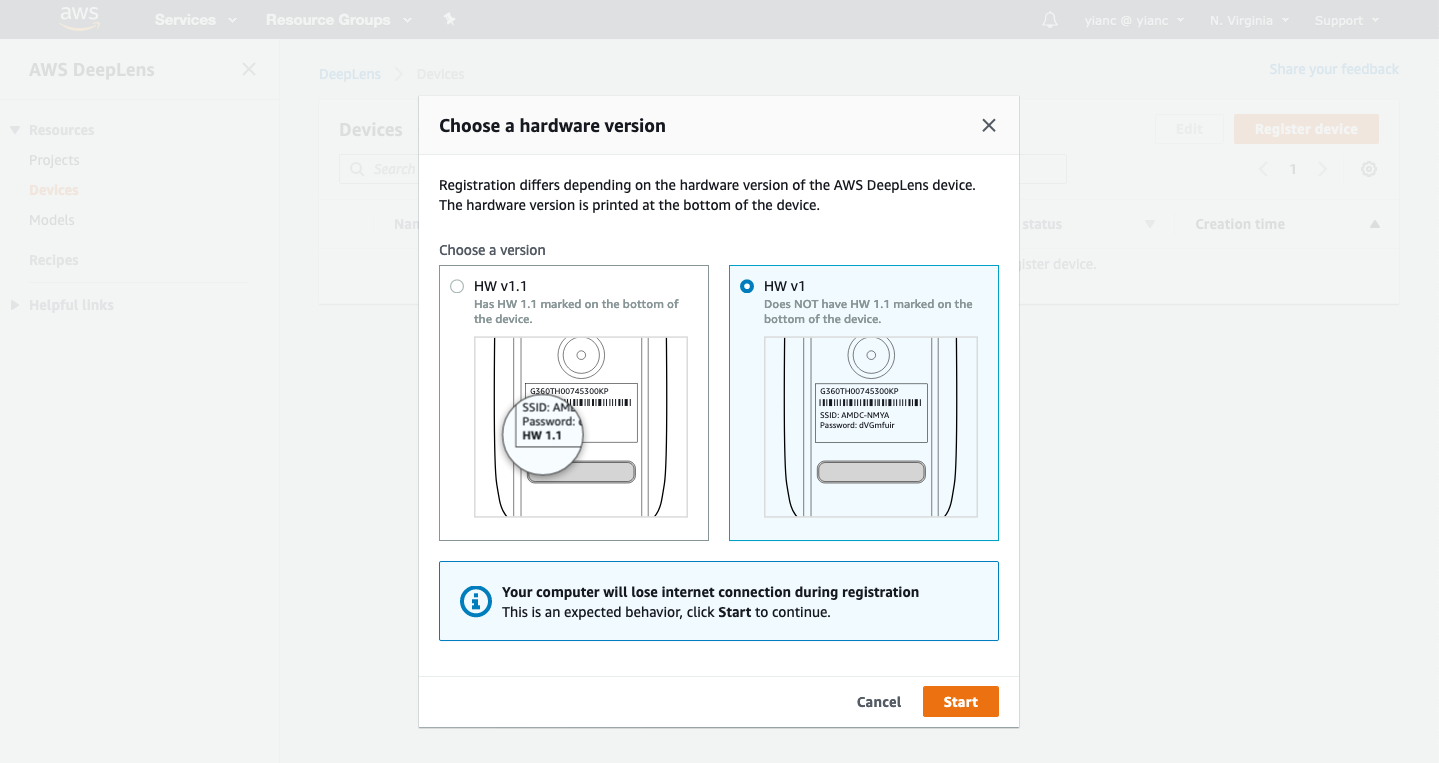 aws
Services
Resource Groups
yianc @ yianc
N. Virginia
Support
AWS DeepLens
Resources
Projects
Devices
Models
Recipes
Helpful links
DeepLens
Devices
Share your feedback
Devices
Edit
Register device
Search
1
status
Creation time
device.
Choose a hardware version
Registration differs depending on the hardware version of the AWS DeepLens device.
The hardware version is printed at the bottom of the device.
Choose a version
HW v1.1
Has HW 1.1 marked on the bottom of
the device.
G360TH00745300KP
SSID:
Password:
HW 1.1
HW v1
Does NOT have HW 1.1 marked on the
bottom of the device.
G360TH00745300KP
SSID: AMDC-NMYA
Password: dVGmfuir
Your computer will lose internet connection during registration
This is an expected behavior, click Start to continue.
Cancel
Start